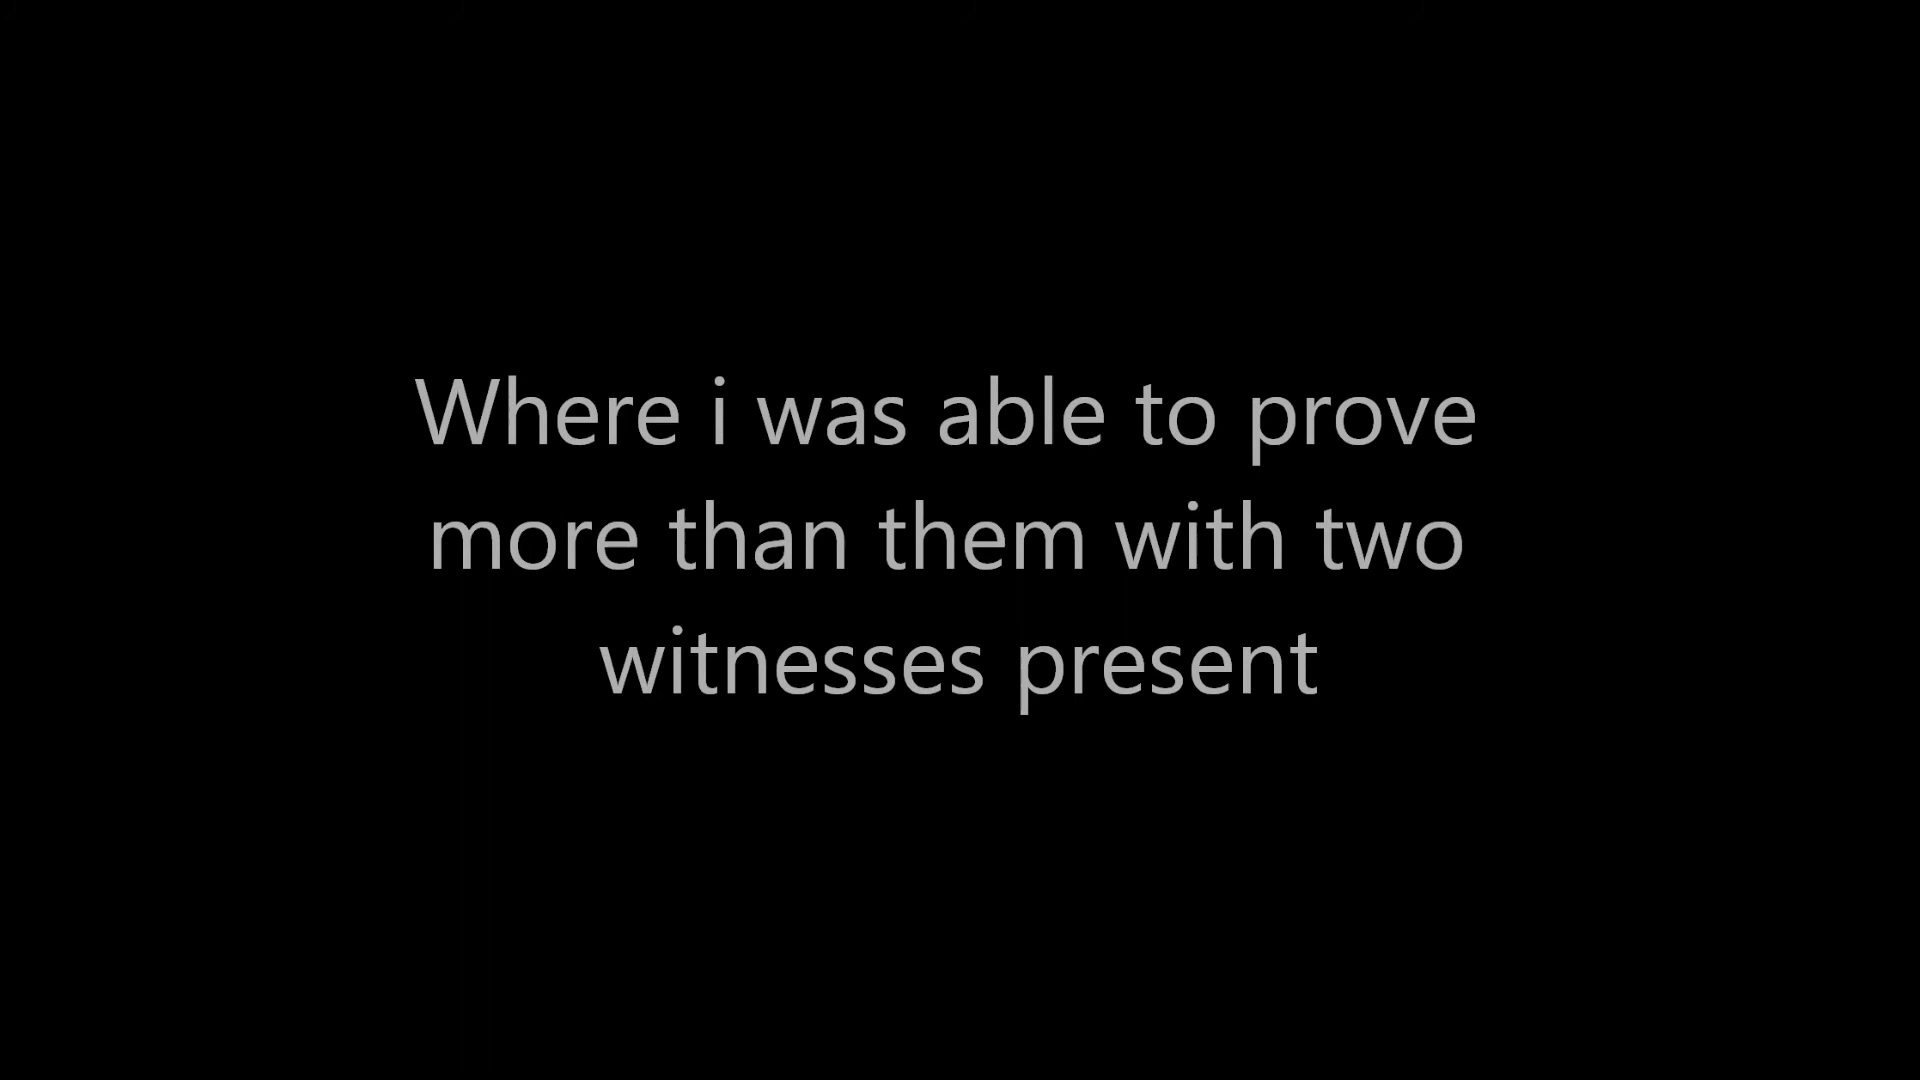 Where i was able to prove
more than them with two
witnesses present